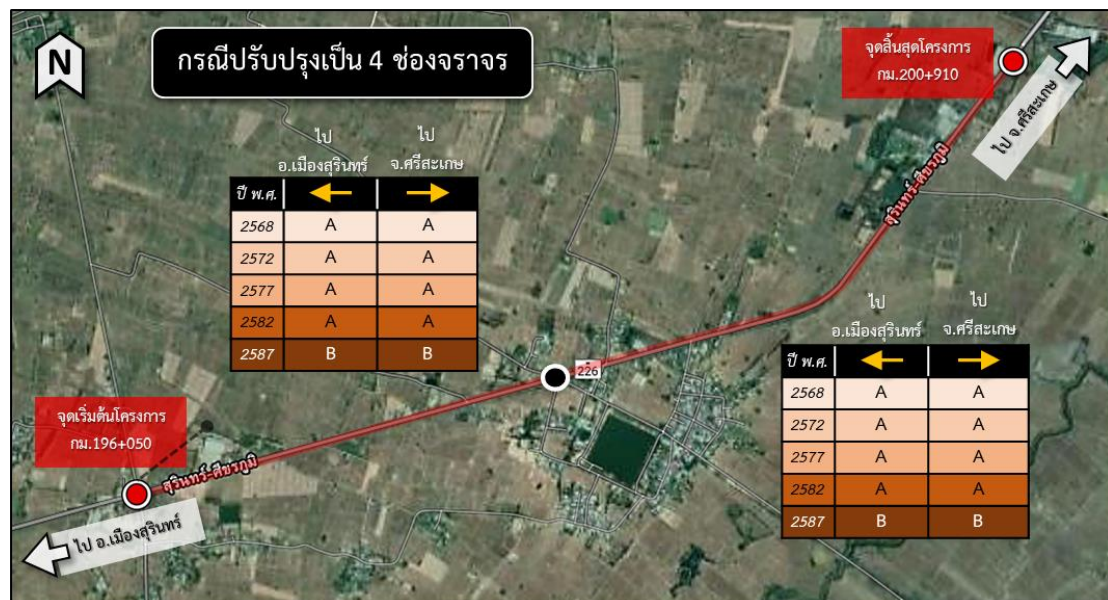 N
กรณีปรับปรุงเป็น 4 ช่องจราจร
จุดสิ้นสุดโครงการ
กม.200+910
ไป จ.ศรีสะเกษ
สุรินทร์-ศีขรภูมิ
ไป ไป
อ.เมืองสุรินทร์ จ.ศรีสะเกษ
ปี พ.ศ.
2568 A A
2572 A A
2577 A A
2582 A A
2587 B B
226
ไป ไป
อ.เมืองสุรินทร์ จ.ศรีสะเกษ
ปี พ.ศ.
2568 A A
2572 A A
2577 A A
2582 A A
2587 B B
จุดเริ่มต้นโครงการ
กม.196+050
สุรินทร์-ศีขรภูมิ
ไป อ.เมืองสุรินทร์